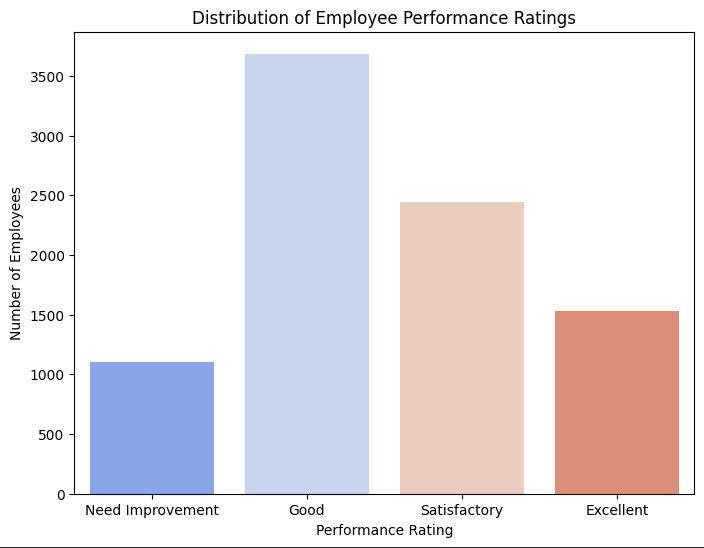 Distribution of Employee Performance Ratings
Number of Employees
3500
3000
2500
2000
1500
1000
500
0
Need Improvement
Good
Satisfactory
Excellent
Performance Rating